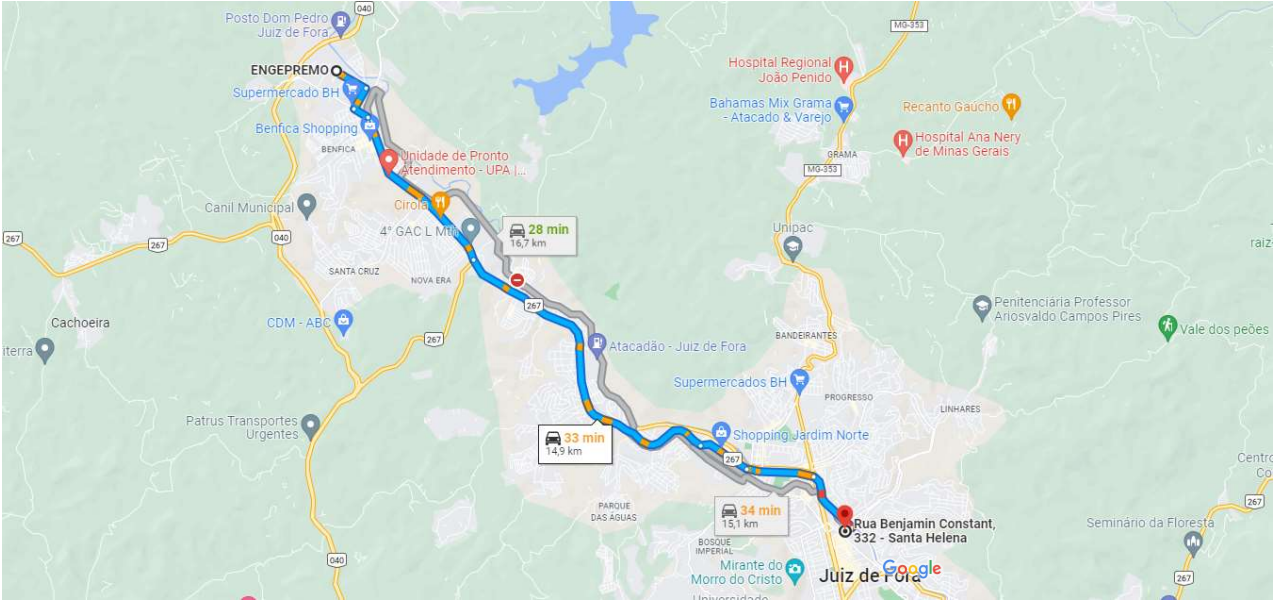 040
Posto Dom Pedro
Juiz de Fora
MG-353
ENGEPREMO
Hospital Regional
João Penido
Supermercado BH
Bahamas Mix Grama
- Atacado & Varejo
Recanto Gaucho
Benfica Shopping
Hospital Ana Nery
de Minas Gerais
BENFICA
Unidade de Pronto
Atendimento - UPA |...
GRAMA
MG-353
Canil Municipal
Cirola
4° GAC L Mth
28 min
16,7 km
Unipac
267
267
040
raiz
SANTA CRUZ
NOVA ERA
267
Penitenciária Professor
Ariosvaldo Campos Pires
Cachoeira
CDM - ABC
267
BANDEIRANTES
Vale dos peões
iterra
Atacadão - Juiz de Fora
Supermercados BH
PROGRESSO
LINHARES
Patrus Transportes
Urgentes
33 min
14,9 km
Shopping Jardim Norte
267
Centro
Co
PARQUE
DAS ÁGUAS
34 min
15,1 km
267
Rua Benjamin Constant,
332 - Santa Helena
Seminário da Floresta
BOSQUE
IMPERIAL
040
Mirante do
Morro do Cristo
Juiz de Fora
Google
267
Universidade